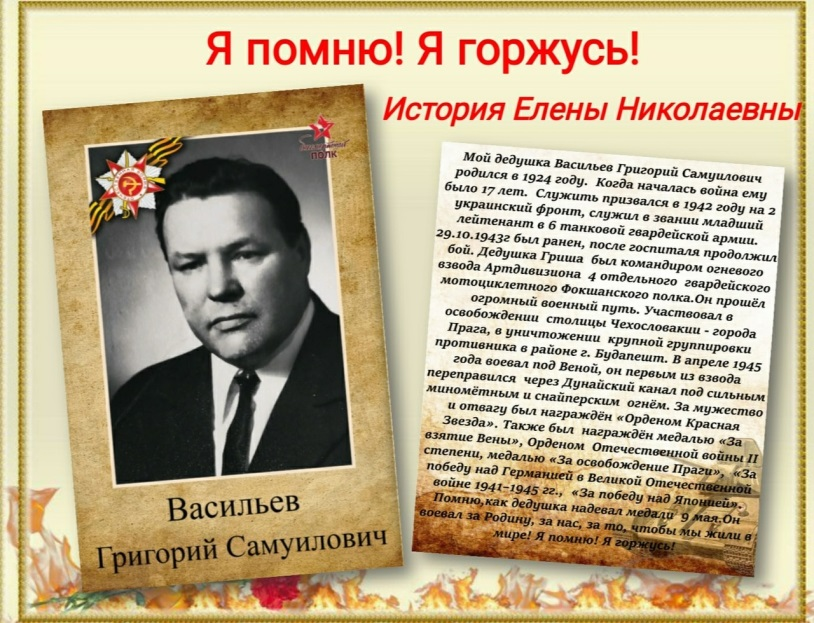 Я помню! Я горжусь!
История Елены Николаевны
полк
Васильев
Григорий Самуилович
Мой дедушка Васильев Григорий Самуилович
родился в 1924 году. Когда началась война ему
было 17 лет. Служить призвался в 1942 году на 2
украинский фронт, служил в звании младший
лейтенант в 6 танковой гвардейской армии.
29.10.1943г был ранен, после госпиталя продолжил
бой. Дедушка Гриша был командиром огневого
взвода Артдивизиона 4 отдельного гвардейского
мотоциклетного Фокшанского полка.Он прошёл
огромный военный путь. Участвовал в
освобождении столицы Чехословакии - города
Прага, в уничтожении крупной группировки
противника в районе г. Будапешт. В апреле 1945
года воевал под Веной, он первым из взвода
переправился через Дунайский канал под сильным
миномётным и снайперским огнём. За мужество
и отвагу был награждён «Орденом Красная
Звезда». Также был награждён медалью «За
взятие Вены», Орденом Отечественной войны II
степени, медалью «За освобождение Праги», «За
победу над Германией в Великой Отечественной
войне 1941-1945 гг., «За победу над Японией».
Помню,как дедушка надевал медали 9 мая.Он
воевал за Родину, за нас, за то, чтобы мы жили в
мире! Я помню! Я горжусь!